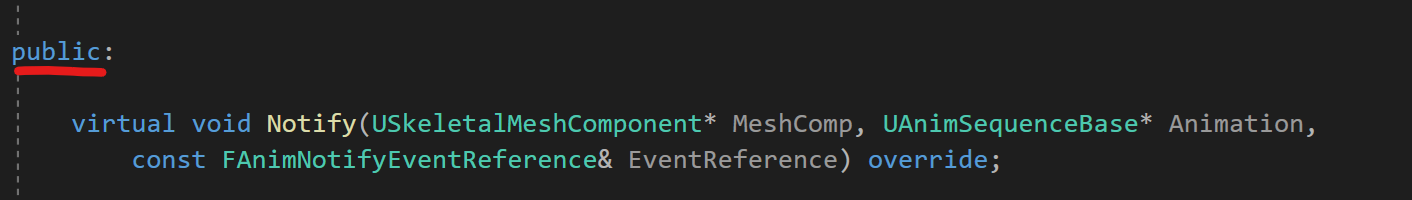 public:
virtual void Notify(USkeletalMeshComponent* MeshComp, UAnimSequenceBase* Animation,
const FAnimNotifyEventReference& EventReference) override;